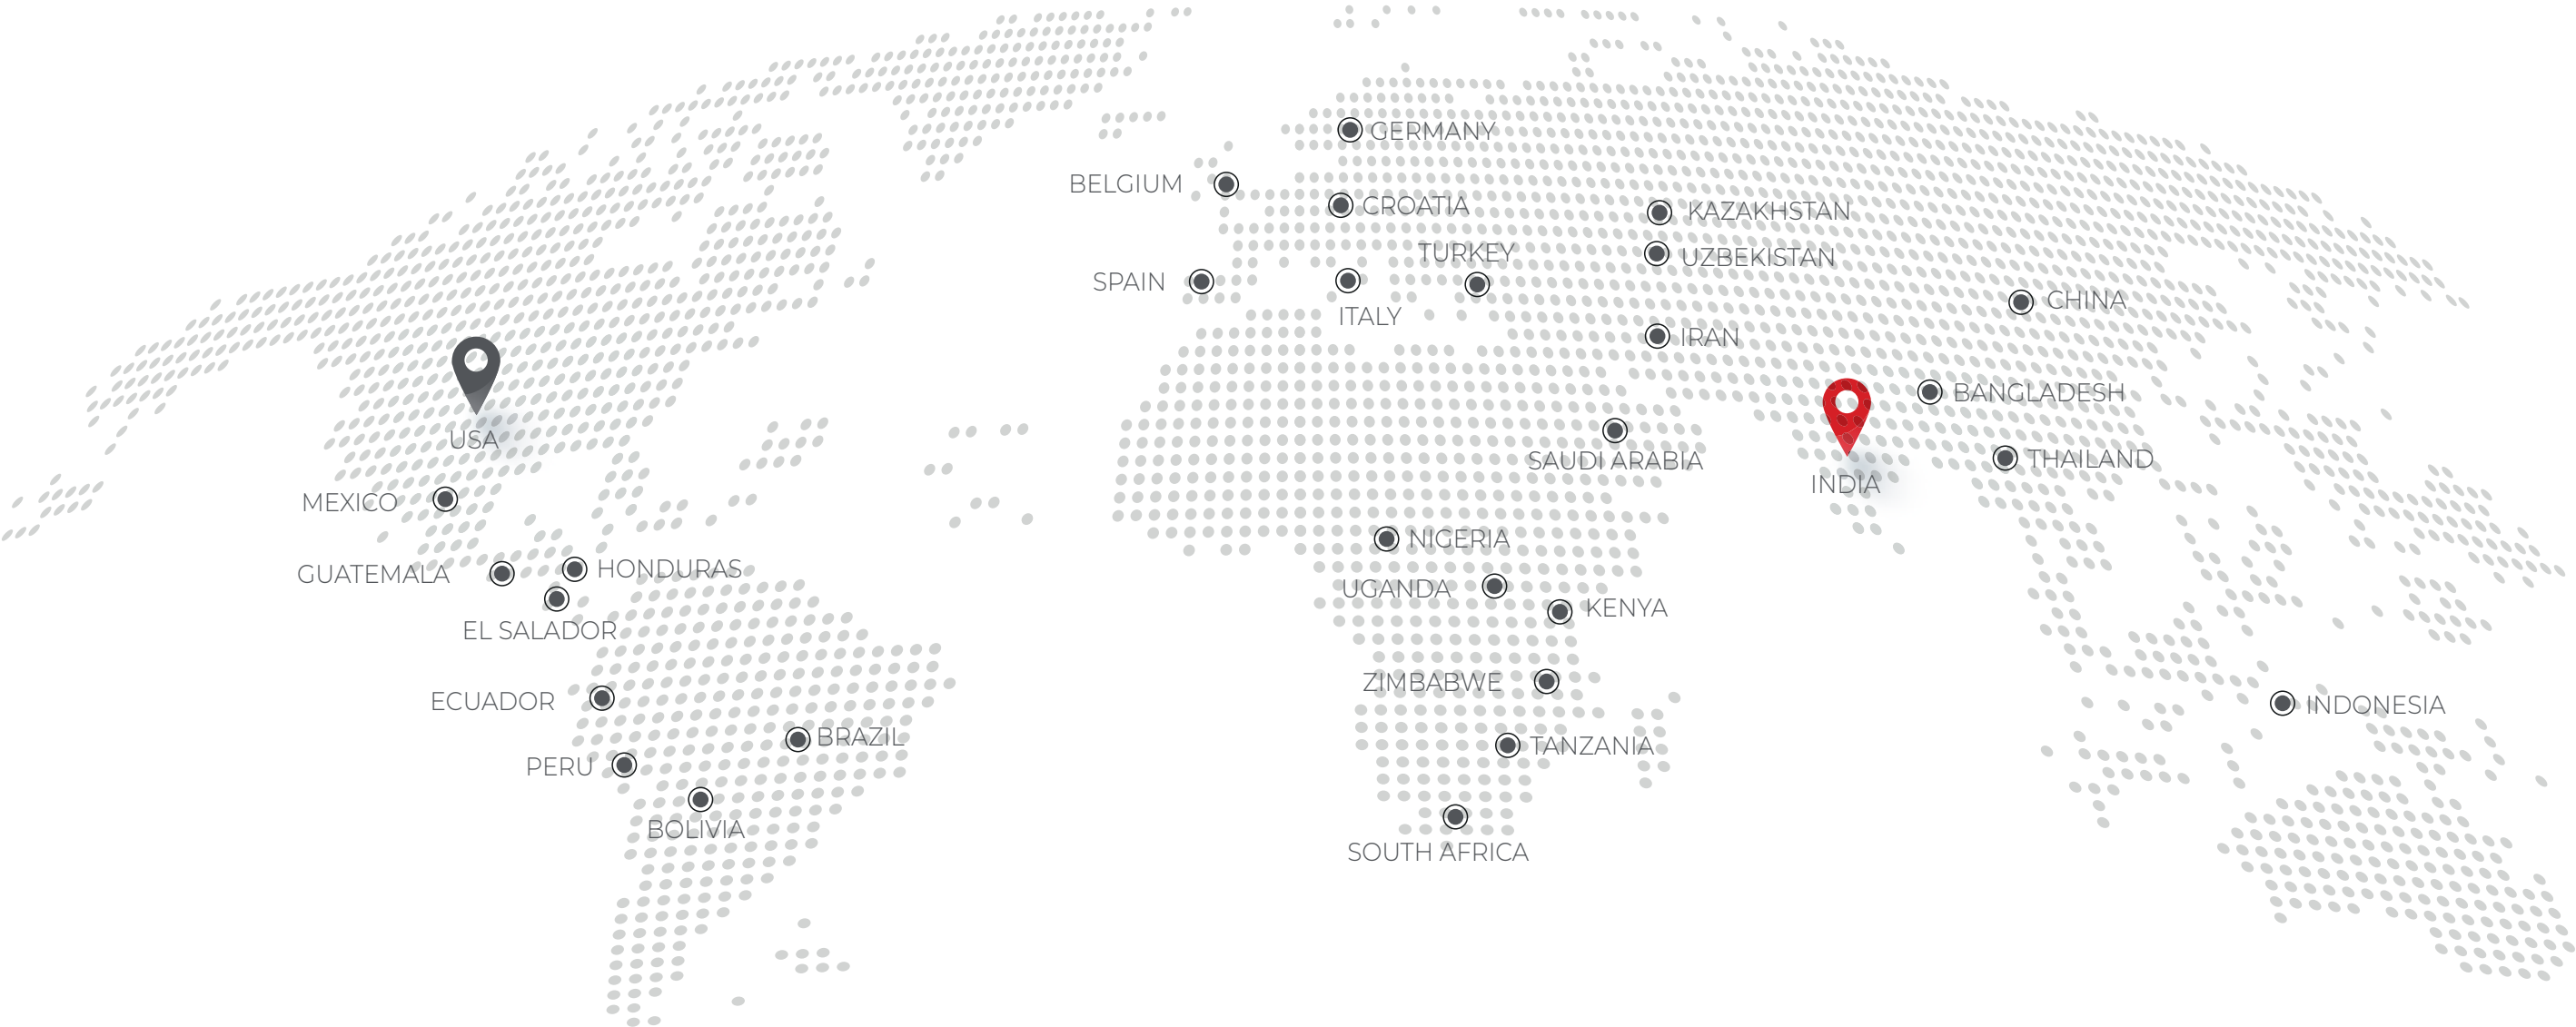 GERMANY
BELGIUM
CROATIA
KAZAKHSTAN
TURKEY
UZBEKISTAN
SPAIN
CHINA
ITALY
IRAN
BANGLADESH
USA
SAUDI ARABIA
THAILAND
INDIA
MEXICO
NIGERIA
HONDURAS
GUATEMALA
UGANDA
KENYA
EL SALADOR
ZIMBABWE
ECUADOR
INDONESIA
BRAZIL
TANZANIA
PERU
BOLIVIA
SOUTH AFRICA